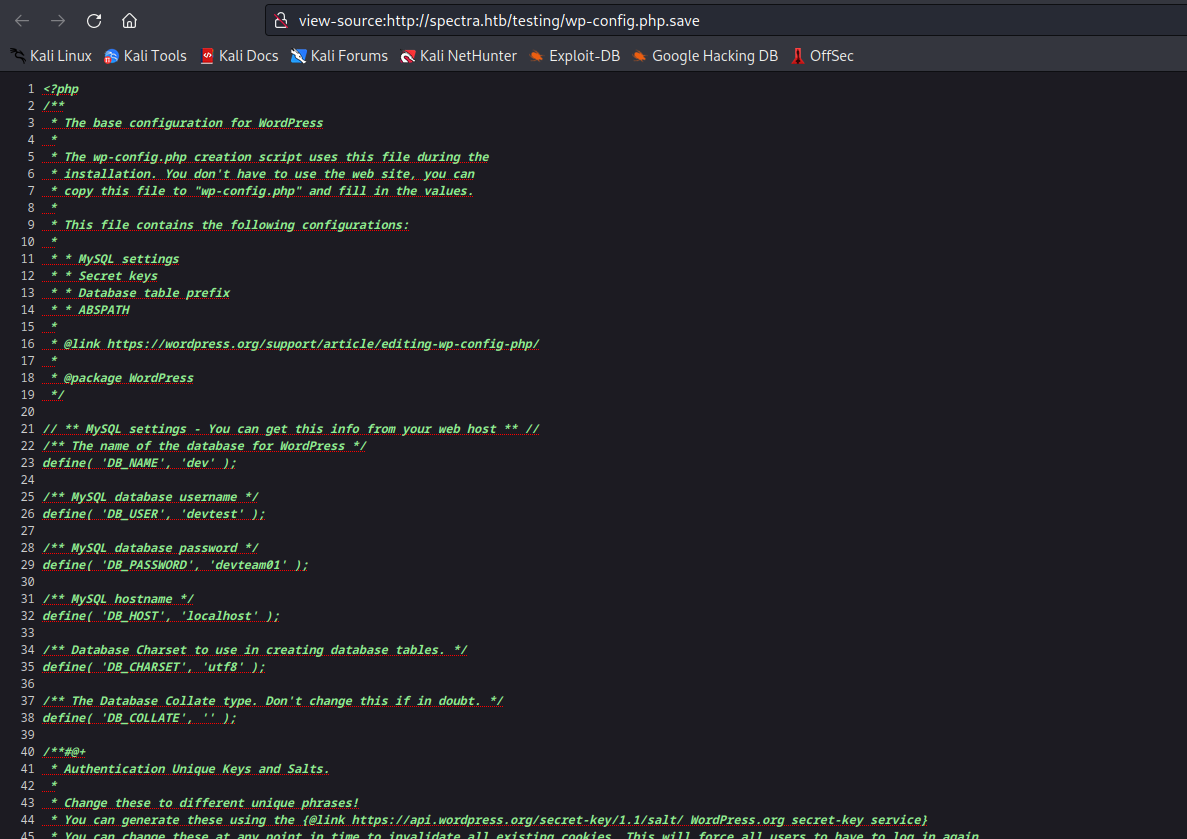 view-source:http://spectra.htb/testing/wp-config.php.save
Kali Linux Kali Tools Kali Docs Kali Forums Kali NetHunter Exploit-DB Google Hacking DB OffSec
1 <?php
2 /**
3  * The base configuration for WordPress
4  *
5  * The wp-config.php creation script uses this file during the
6  * installation. You don't have to use the web site, you can
7  * copy this file to "wp-config.php" and fill in the values.
8  *
9  * This file contains the following configurations:
10  *
11  * * MySQL settings
12  * * Secret keys
13  * * Database table prefix
14  * * ABSPATH
15  *
16  * @link https://wordpress.org/support/article/editing-wp-config-php/
17  *
18  * @package WordPress
19  */
20
21 // ** MySQL settings - You can get this info from your web host ** //
22 /** The name of the database for WordPress */
23 define( 'DB_NAME', 'dev' );
24
25 /** MySQL database username */
26 define( 'DB_USER', 'devtest' );
27
28 /** MySQL database password */
29 define( 'DB_PASSWORD', 'devteam01' );
30
31 /** MySQL hostname */
32 define( 'DB_HOST', 'localhost' );
33
34 /** Database Charset to use in creating database tables. */
35 define( 'DB_CHARSET', 'utf8' );
36
37 /** The Database Collate type. Don't change this if in doubt. */
38 define( 'DB_COLLATE', '' );
39
40 /**#@+
41  * Authentication Unique Keys and Salts.
42  *
43  * Change these to different unique phrases!
44  * You can generate these using the {@link https://api.wordpress.org/secret-key/1.1/salt/ WordPress.org secret-key service}
45  * You can change these at any point in time to invalidate all existing cookies. This will force all users to have to log in again